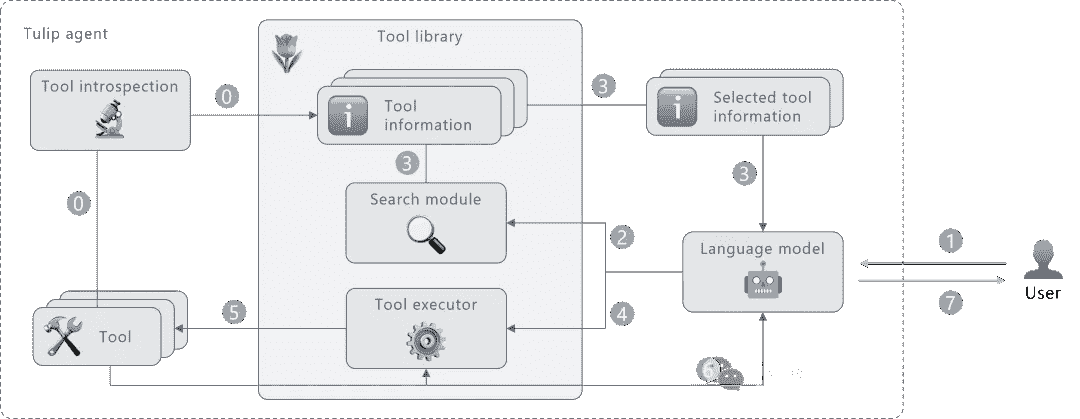 Tulip agent
Tool library
Tool introspection
0
Tool
information
3
Selected tool
information
3
3
0
Search module
2
Language model
1
7
User
Tool executor
4
5
Tool